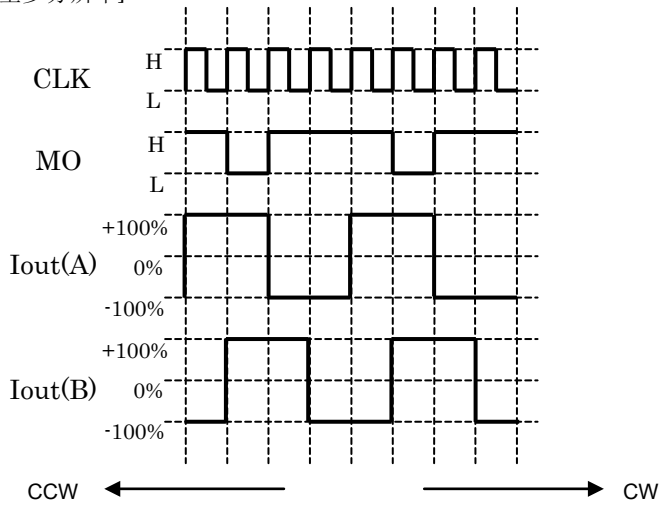 H
CLK
L
H
MO
L
+100%
Iout(A) 0%
-100%
+100%
Iout(B) 0%
-100%
CCW CW